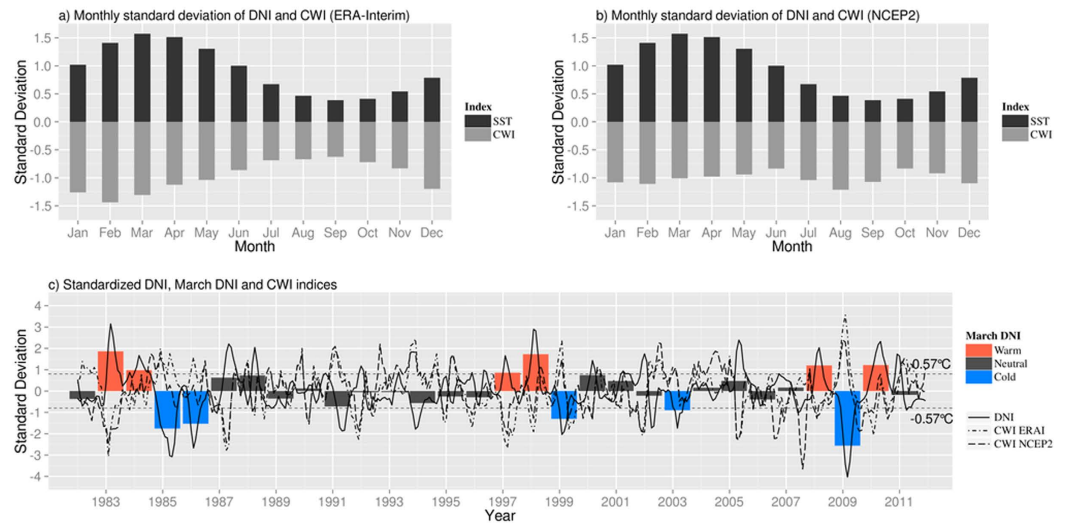 a) Monthly standard deviation of DNI and CWI (ERA-Interim)
1.5
1.0
0.5
0.0
-0.5
-1.0
-1.5
Standard Deviation
Jan Feb Mar Apr May Jun Jul Aug Sep Oct Nov Dec
Month
Index
SST
CWI
b) Monthly standard deviation of DNI and CWI (NCEP2)
1.5
1.0
0.5
0.0
-0.5
-1.0
-1.5
Standard Deviation
Jan Feb Mar Apr May Jun Jul Aug Sep Oct Nov Dec
Month
Index
SST
CWI
c) Standardized DNI, March DNI and CWI indices
4
3
2
1
0
-1
-2
-3
-4
Standard Deviation
0.57°C
-0.57°C
1983 1985 1987 1989 1991 1993 1995 1997 1999 2001 2003 2005 2007 2009 2011
Year
March DNI
Warm
Neutral
Cold
DNI
CWI ERAI
CWI NCEP2